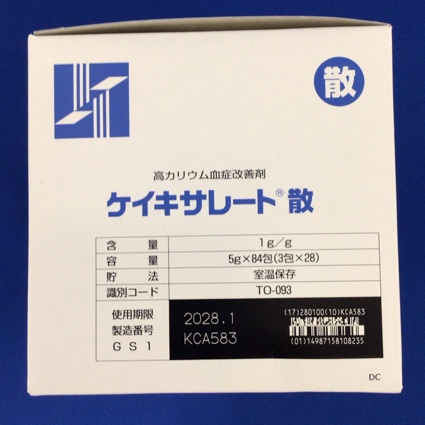 散
高カリウム血症改善剤
ケイキサレート®散
含 量 1g/g
容 量 5g×84包(3包×28)
貯 法 室温保存
識別コード TO-093
使用期限 2028.1
製造番号 KCA583
GS1
(17)280100(10)KCA583
(01)14987158108235
DC